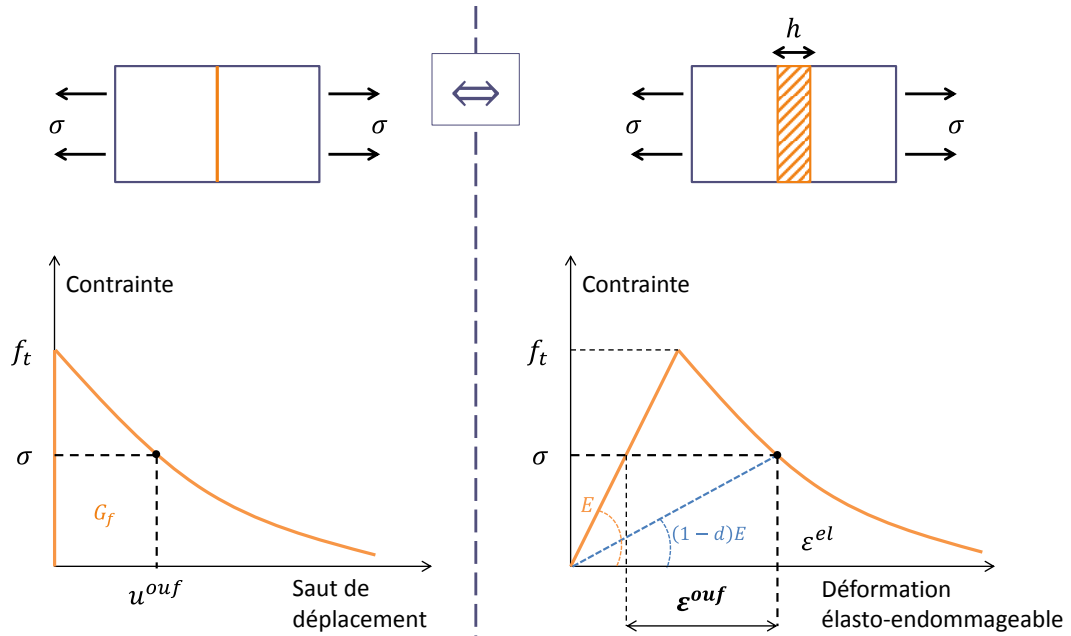 h
σ
σ
σ
σ
Contrainte
f_t
σ
G_f
u^{ouf}
Saut de
déplacement
Contrainte
f_t
σ
E
(1 − d)E
ε^{el}
ε^{ouf}
Déformation
élasto-endommageable